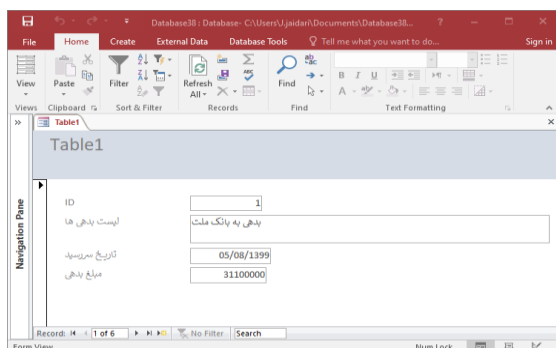 Database38 : Database- C:\Users\J.jaidari\Documents\Database38... ?
File Home Create External Data Database Tools Tell me what you want to do... Sign in
View Paste Filter Refresh All Find
B I U
Views Clipboard Sort & Filter Records Find Text Formatting
Table1
Table1
Navigation Pane
ID 1
لیست بدهی ها بدهی به بانک ملت
تاریخ سررسید 05/08/1399
مبلغ بدهی 31100000
Record: 1 of 6 No Filter Search
Form View Num Lock